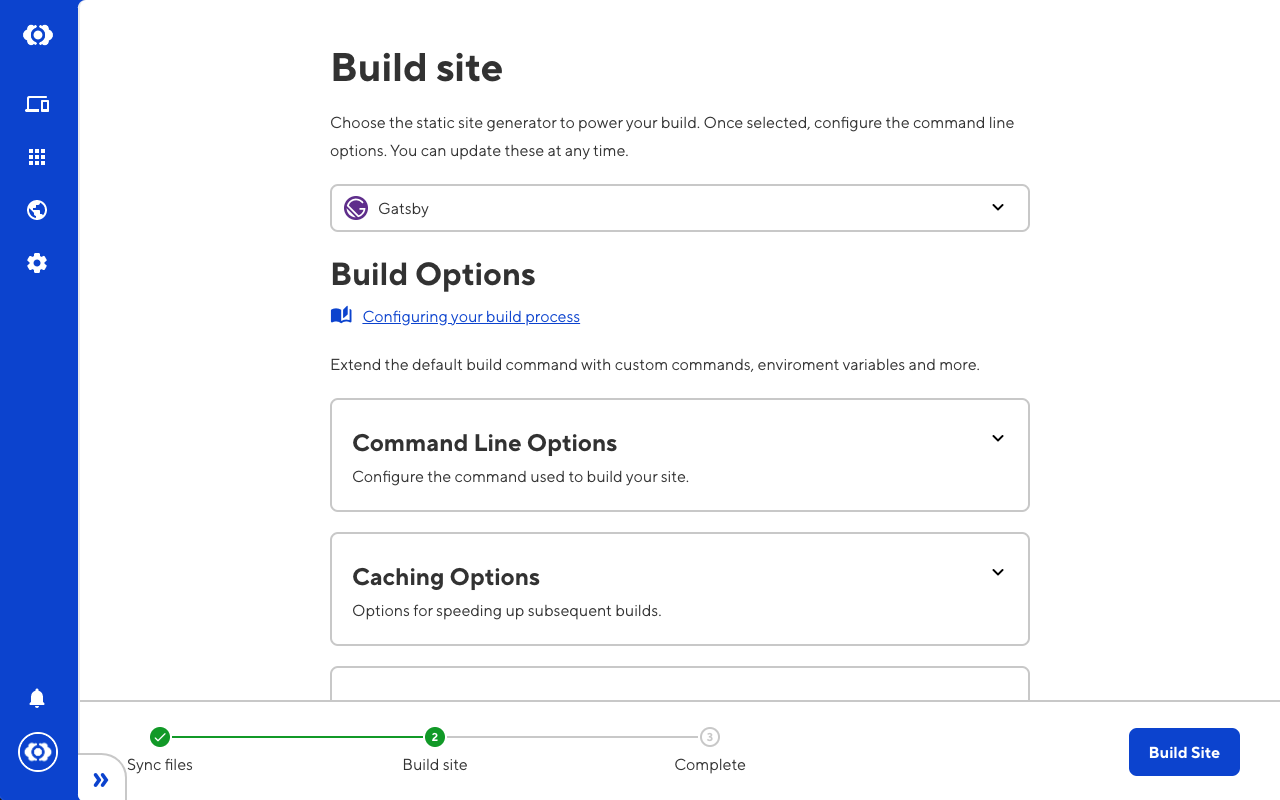 Build site
Choose the static site generator to power your build. Once selected, configure the command line
options. You can update these at any time.
Gatsby
Build Options
Configuring your build process
Extend the default build command with custom commands, enviroment variables and more.
Command Line Options
Configure the command used to build your site.
Caching Options
Options for speeding up subsequent builds.
2
3
Sync files
Build site
Complete
Build Site